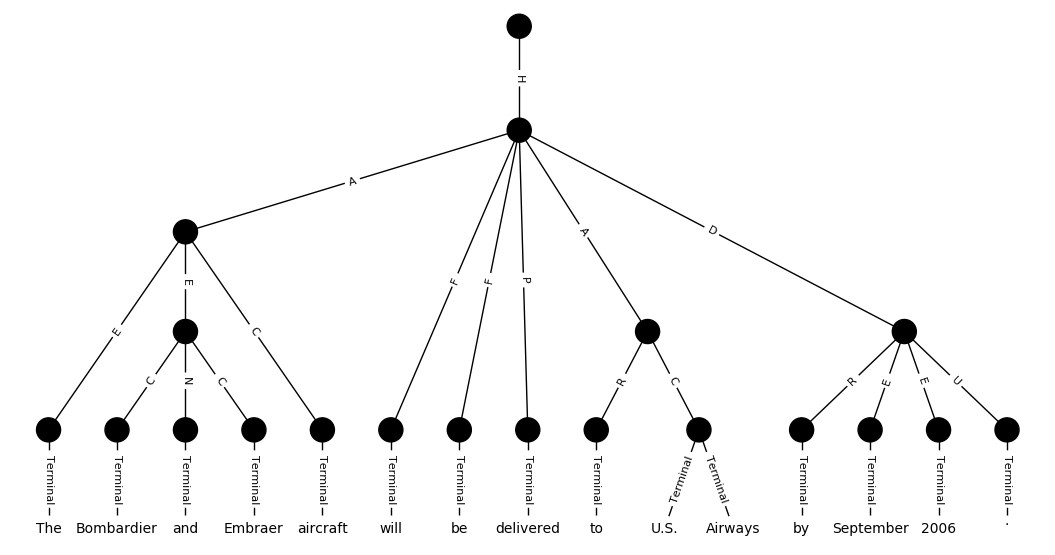 H
A
A
D
E
E
C
F
F
P
R
C
C
N
C
R
E
E
U
Terminal Terminal Terminal Terminal Terminal Terminal Terminal Terminal Terminal Terminal Terminal Terminal Terminal Terminal Terminal
The Bombardier and Embraer aircraft will be delivered to U.S. Airways by September 2006 .